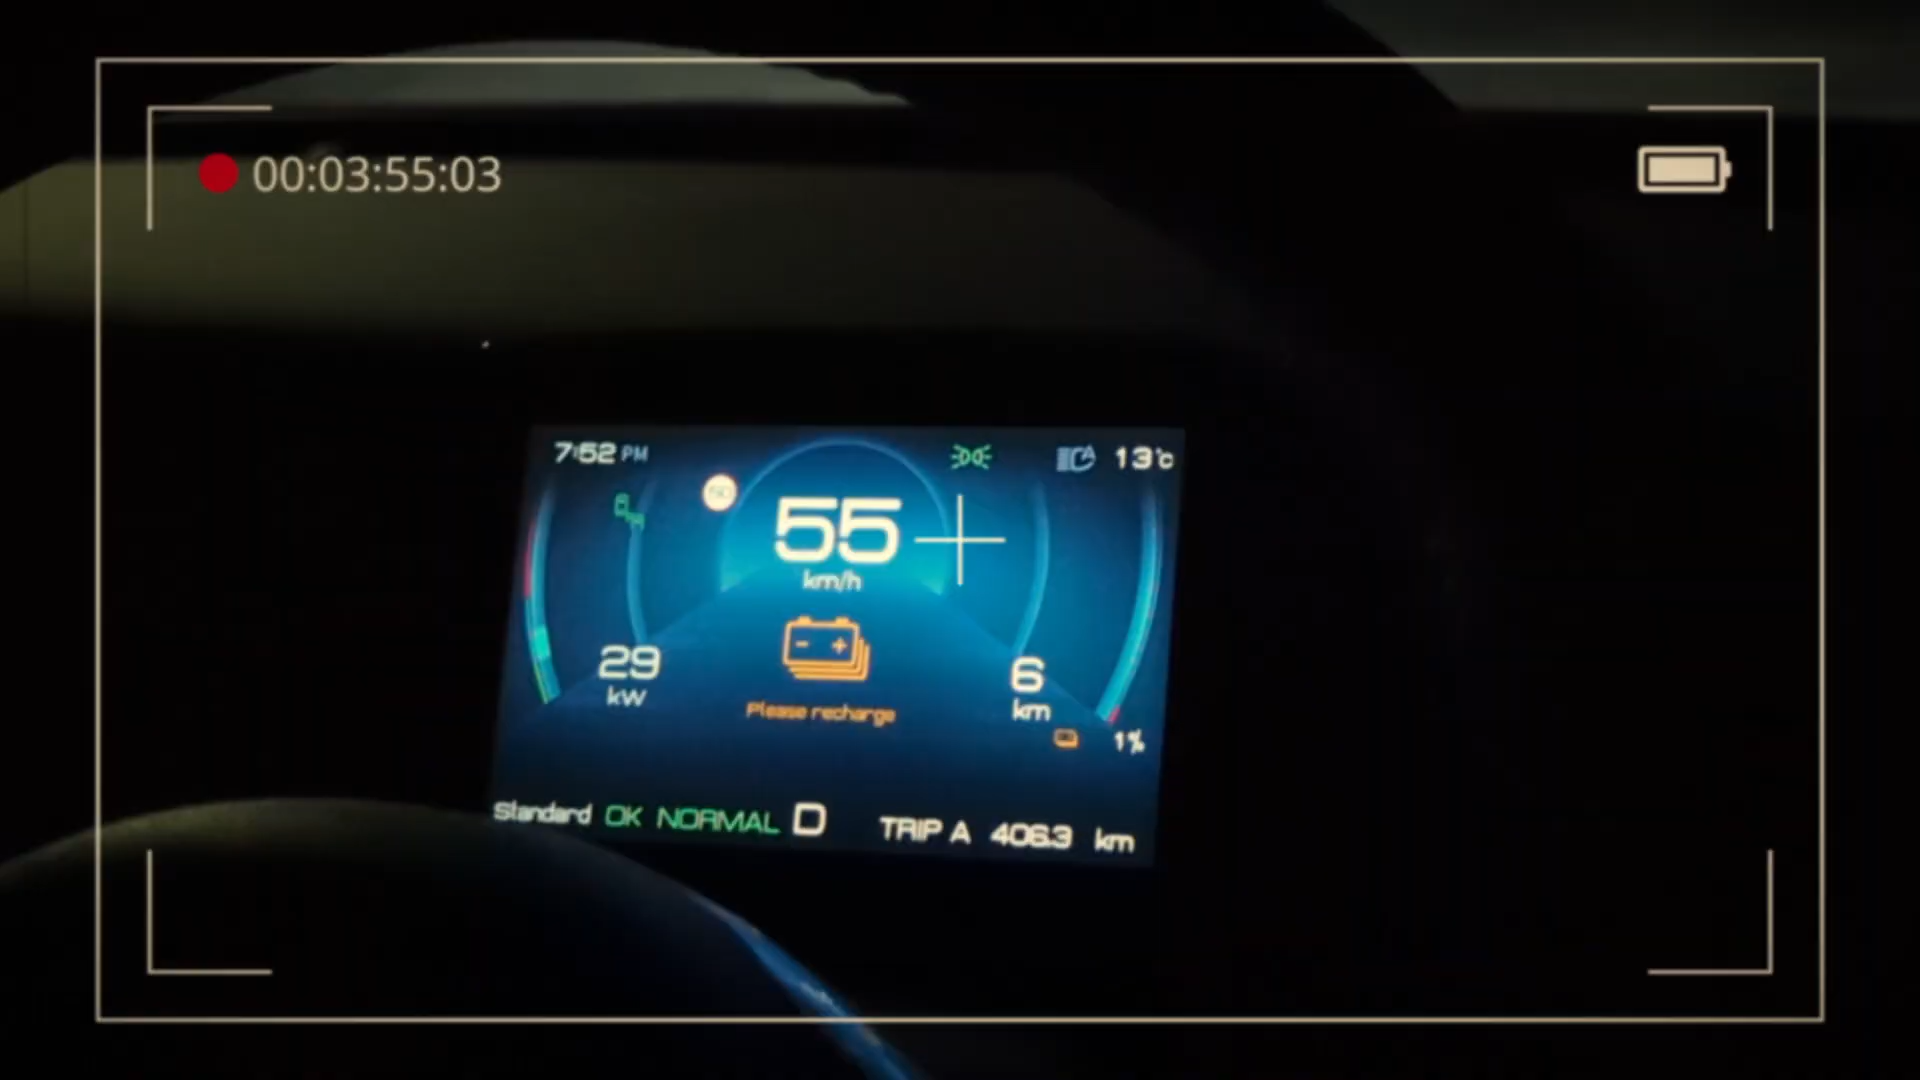 00:03:55:03
7:52 PM
13°C
55
km/h
29
kW
6
km
Please recharge
1%
Standard OK NORMAL D TRIP A 406.3 km